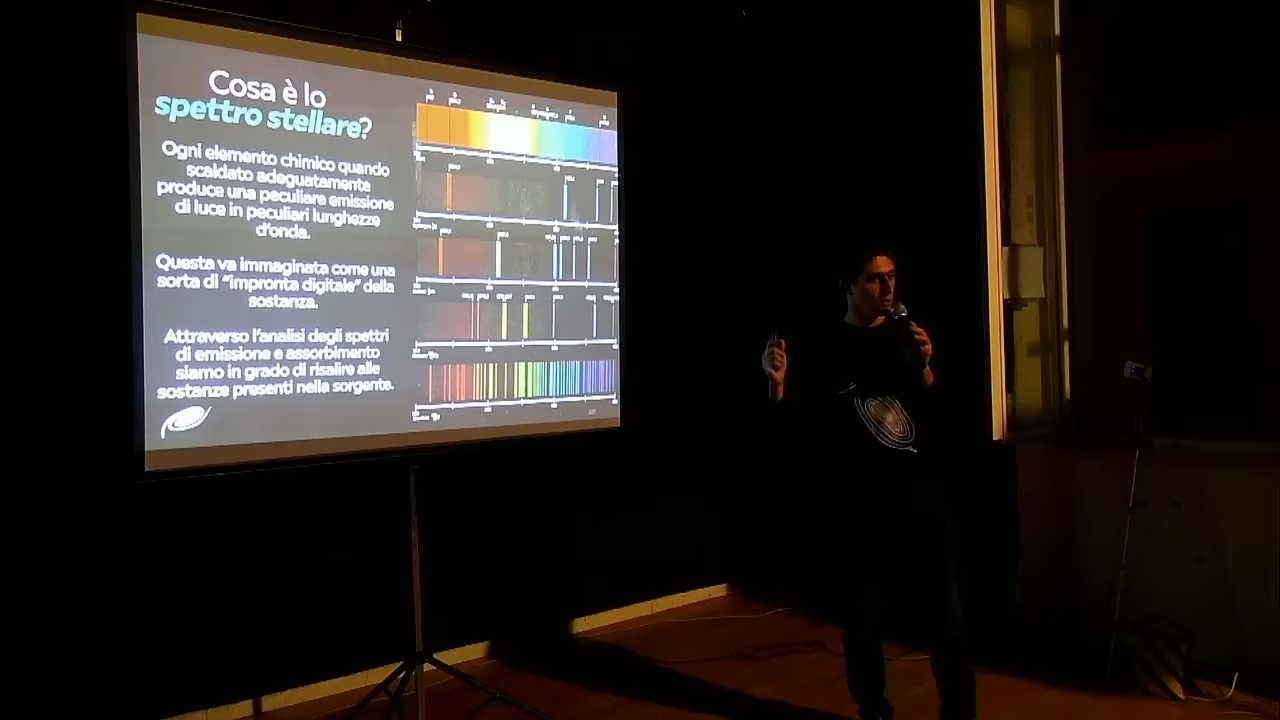 Cosa è lo
spettro stellare?
Ogni elemento chimico quando
scaldato adeguatamente
produce una peculiare emissione
di luce in peculiari lunghezze
d'onda.
Questa va immaginata come una
sorta di "impronta digitale" della
sostanza.
Attraverso l'analisi degli spettri
di emissione e assorbimento
siamo in grado di risalire alle
sostanze presenti nella sorgente.